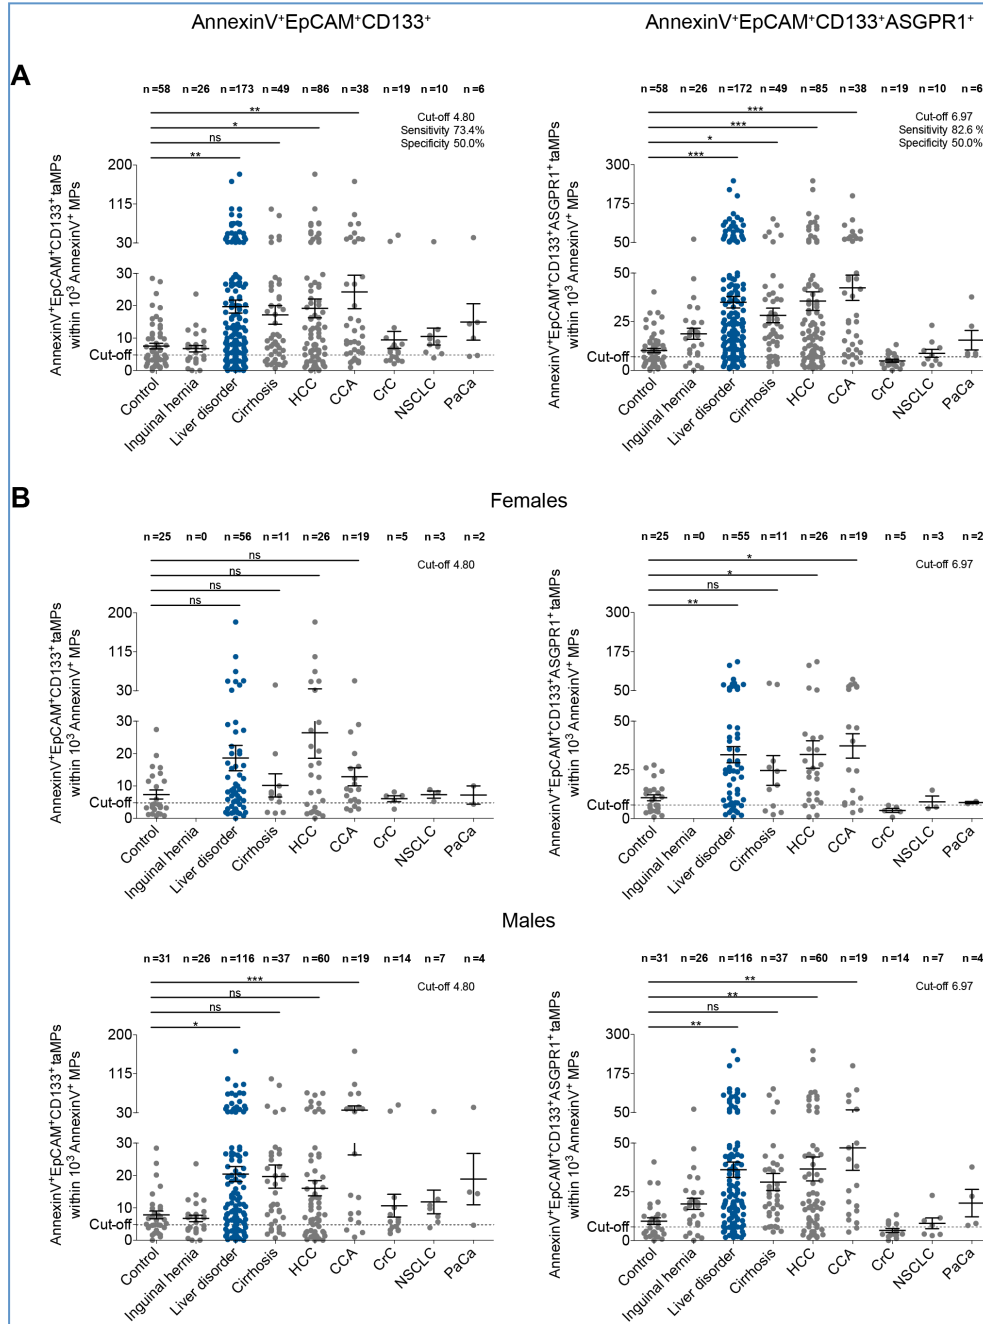 AnnexinV⁺EpCAM⁺CD133⁺
AnnexinV⁺EpCAM⁺CD133⁺ASGPR1⁺
A
n =58 n =26 n =173 n =49 n =86 n =38 n =19 n =10 n =6
**
*
ns
**
Cut-off 4.80
Sensitivity 73.4%
Specificity 50.0%
AnnexinV⁺EpCAM⁺CD133⁺taMPs
within 10³ AnnexinV⁺ MPs
200
115
30
30
20
10
Cut-off
0
Control Inguinal hernia Liver disorder Cirrhosis HCC CCA CrC NSCLC PaCa
n =58 n =26 n =172 n =49 n =85 n =38 n =19 n =10 n =6
***
***
*
***
Cut-off 6.97
Sensitivity 82.6 %
Specificity 50.0%
AnnexinV⁺EpCAM⁺CD133⁺ASGPR1⁺taMPs
within 10³ AnnexinV⁺ MPs
300
175
50
50
25
Cut-off
0
Control Inguinal hernia Liver disorder Cirrhosis HCC CCA CrC NSCLC PaCa
B
Females
n =25 n =0 n =56 n =11 n =26 n =19 n =5 n =3 n =2
ns
ns
ns
ns
Cut-off 4.80
AnnexinV⁺EpCAM⁺CD133⁺taMPs
within 10³ AnnexinV⁺ MPs
200
115
30
30
20
10
Cut-off
0
Control Inguinal hernia Liver disorder Cirrhosis HCC CCA CrC NSCLC PaCa
n =25 n =0 n =55 n =11 n =26 n =19 n =5 n =3 n =2
*
*
ns
**
Cut-off 6.97
AnnexinV⁺EpCAM⁺CD133⁺ASGPR1⁺taMPs
within 10³ AnnexinV⁺ MPs
300
175
50
50
25
Cut-off
0
Control Inguinal hernia Liver disorder Cirrhosis HCC CCA CrC NSCLC PaCa
Males
n =31 n =26 n =116 n =37 n =60 n =19 n =14 n =7 n =4
***
ns
ns
*
Cut-off 4.80
AnnexinV⁺EpCAM⁺CD133⁺taMPs
within 10³ AnnexinV⁺ MPs
200
115
30
30
20
10
Cut-off
0
Control Inguinal hernia Liver disorder Cirrhosis HCC CCA CrC NSCLC PaCa
n =31 n =26 n =116 n =37 n =60 n =19 n =14 n =7 n =4
**
**
ns
**
Cut-off 6.97
AnnexinV⁺EpCAM⁺CD133⁺ASGPR1⁺taMPs
within 10³ AnnexinV⁺ MPs
300
175
50
50
25
Cut-off
0
Control Inguinal hernia Liver disorder Cirrhosis HCC CCA CrC NSCLC PaCa